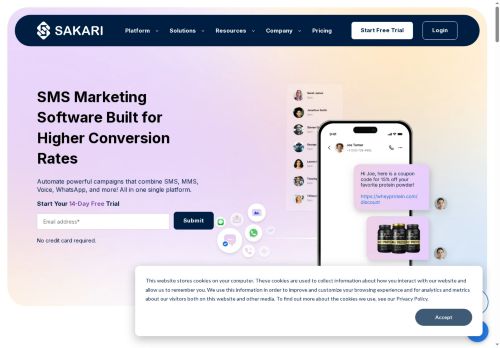 SAKARI
Platform
Solutions
Resources
Company
Pricing
Start Free Trial
Login
SMS Marketing
Software Built for
Higher Conversion
Rates
Automate powerful campaigns that combine SMS, MMS,
Voice, WhatsApp, and more! All in one single platform.
Start Your 14-Day Free Trial
Email address*
Submit
No credit card required.
9:41
Joe Turner
Hi Joe, here is a coupon
code for 15% off your
favorite protein powder!
https://wheyprotein.com/
discount
This website stores cookies on your computer. These cookies are used to collect information about how you interact with our website and
allow us to remember you. We use this information in order to improve and customize your browsing experience and for analytics and metrics
about our visitors both on this website and other media. To find out more about the cookies we use, see our Privacy Policy.
Accept